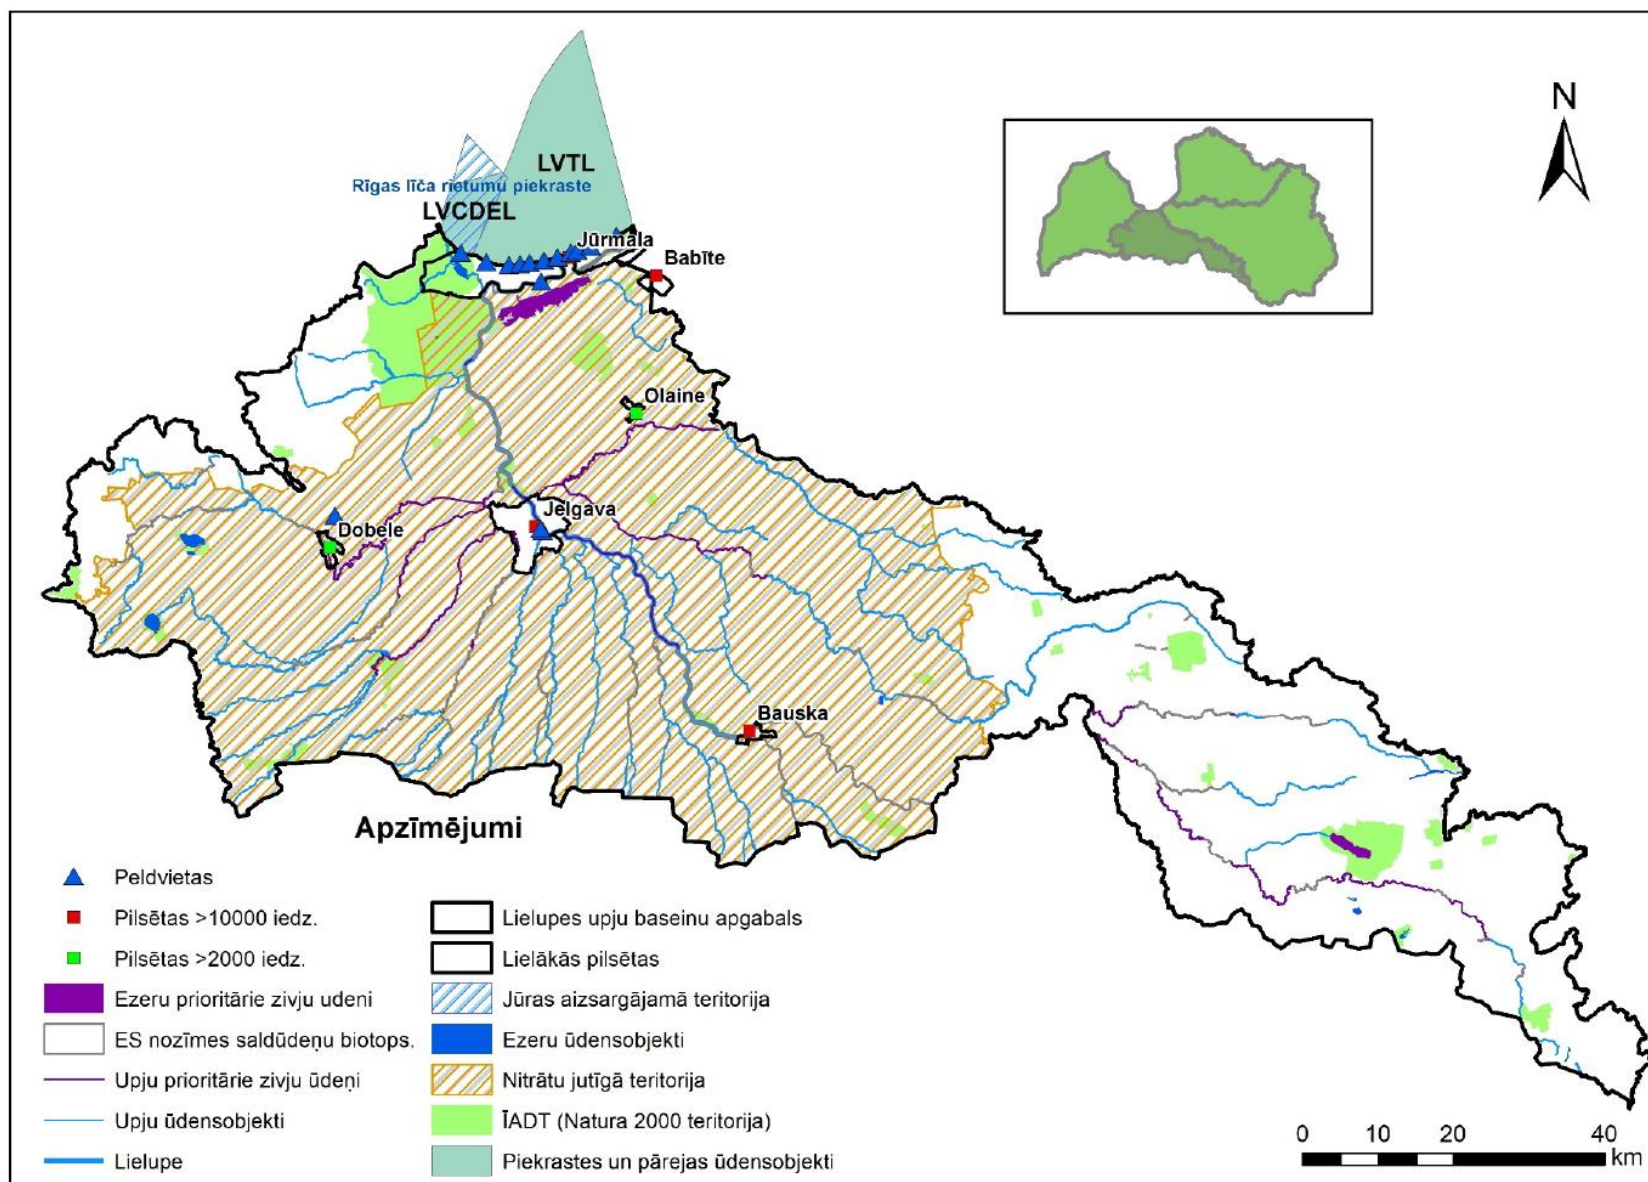 N
LVTL
Rīgas līča rietumu piekraste
LVCDEL
Jūrmala
Babīte
Olaine
Jelgava
Dobele
Bauska
Apzīmējumi
Peldvietas
Pilsētas >10000 iedz.
Pilsētas >2000 iedz.
Ezeru prioritārie zivju udeni
ES nozīmes saldūdeņu biotops.
Upju prioritārie zivju ūdeņi
Upju ūdensobjekti
Lielupe
Lielupes upju baseinu apgabals
Lielākās pilsētas
Jūras aizsargājamā teritorija
Ezeru ūdensobjekti
Nitrātu jutīgā teritorija
ĪADT (Natura 2000 teritorija)
Piekrastes un pārejas ūdensobjekti
0 10 20 40
km